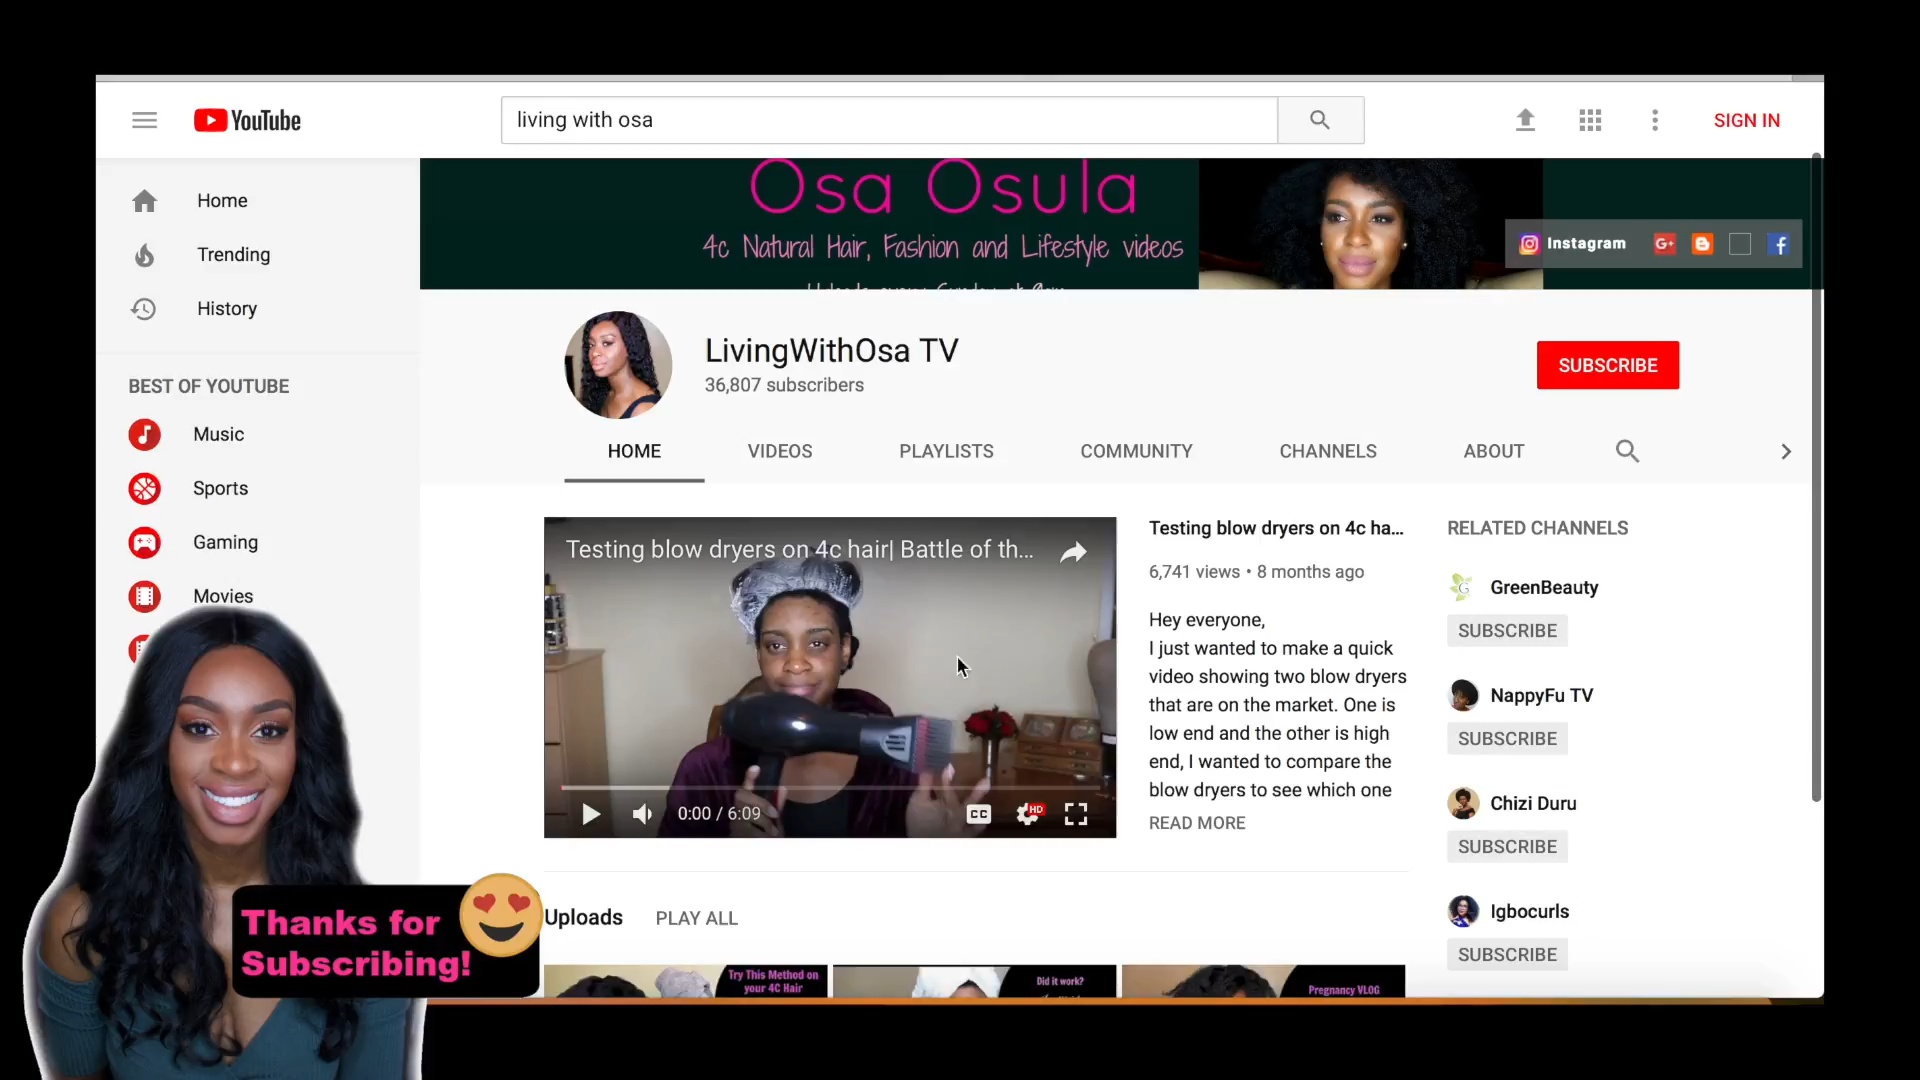 YouTube
living with osa
SIGN IN
Home
Trending
History
BEST OF YOUTUBE
Music
Sports
Gaming
Movies
Osa Osula
4c Natural Hair, Fashion and Lifestyle videos
Instagram
LivingWithOsa TV
36,807 subscribers
SUBSCRIBE
HOME VIDEOS PLAYLISTS COMMUNITY CHANNELS ABOUT
Testing blow dryers on 4c hair| Battle of th...
0:00 / 6:09
CC
HD
Testing blow dryers on 4c ha...
6,741 views • 8 months ago
Hey everyone,
I just wanted to make a quick
video showing two blow dryers
that are on the market. One is
low end and the other is high
end, I wanted to compare the
blow dryers to see which one
READ MORE
RELATED CHANNELS
GreenBeauty
SUBSCRIBE
NappyFu TV
SUBSCRIBE
Chizi Duru
SUBSCRIBE
Igbocurls
SUBSCRIBE
Uploads PLAY ALL
Try This Method on
your 4C Hair
Did it work?
Pregnancy VLOG
Thanks for
Subscribing!